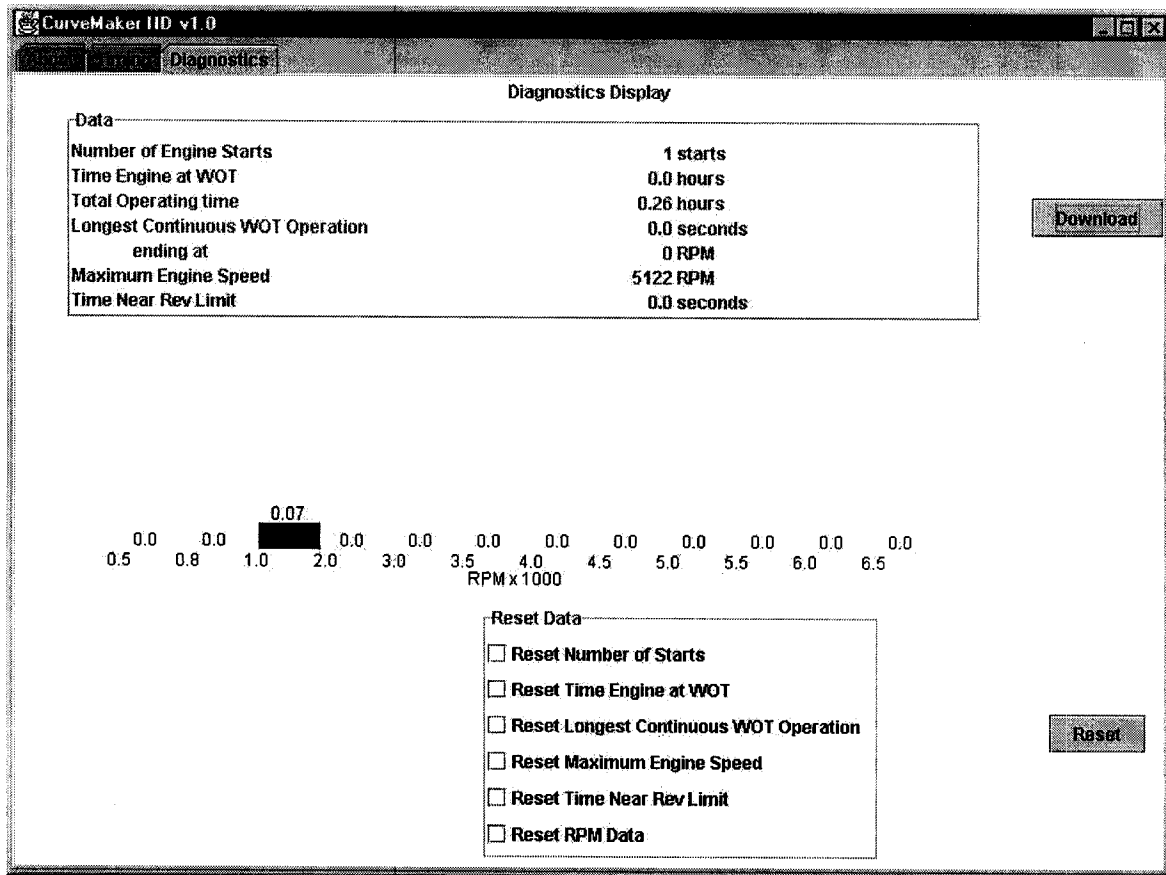 CurveMaker IID v1.0
Diagnostics
Diagnostics Display
Data
Number of Engine Starts 1 starts
Time Engine at WOT 0.0 hours
Total Operating time 0.26 hours
Longest Continuous WOT Operation 0.0 seconds
ending at 0 RPM
Maximum Engine Speed 5122 RPM
Time Near Rev Limit 0.0 seconds
Download
0.07
0.0 0.0 0.0 0.0 0.0 0.0 0.0 0.0 0.0 0.0 0.0
0.5 0.8 1.0 2.0 3.0 3.5 4.0 4.5 5.0 5.5 6.0 6.5
RPM x 1000
Reset Data
Reset Number of Starts
Reset Time Engine at WOT
Reset Longest Continuous WOT Operation
Reset Maximum Engine Speed
Reset Time Near Rev Limit
Reset RPM Data
Reset